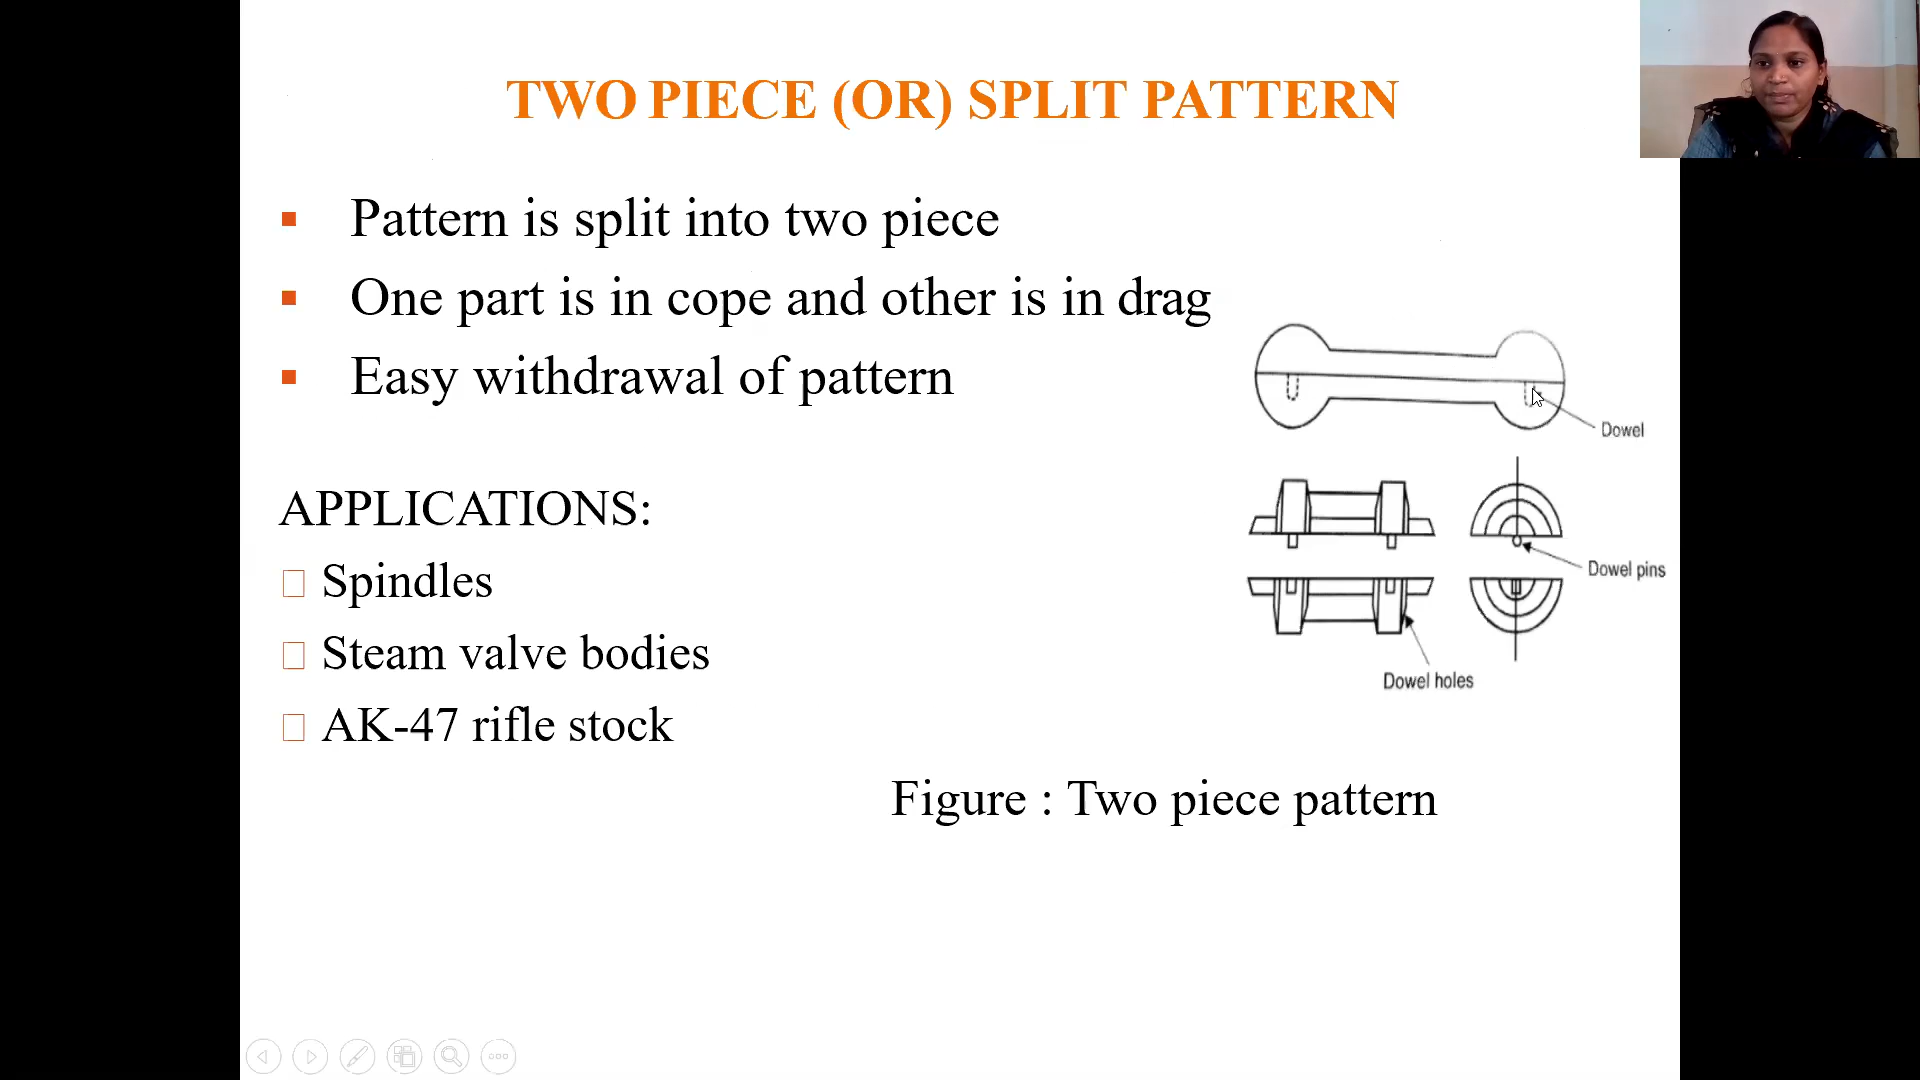 TWO PIECE (OR) SPLIT PATTERN
Pattern is split into two piece
One part is in cope and other is in drag
Easy withdrawal of pattern
APPLICATIONS:
Spindles
Steam valve bodies
AK-47 rifle stock
Dowel
Dowel pins
Dowel holes
Figure : Two piece pattern